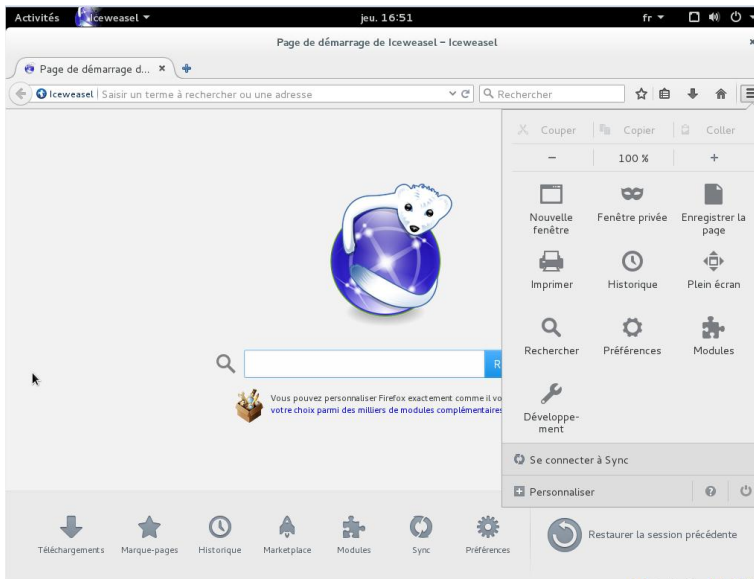 Activités
Iceweasel
jeu. 16:51
fr
Page de démarrage de Iceweasel – Iceweasel
Page de démarrage d...
Iceweasel
Saisir un terme à rechercher ou une adresse
Rechercher
Couper
Copier
Coller
100 %
Nouvelle fenêtre
Fenêtre privée
Enregistrer la page
Imprimer
Historique
Plein écran
Rechercher
Préférences
Modules
Développe-
ment
R
Vous pouvez personnaliser Firefox exactement comme il vo
votre choix parmi des milliers de modules complémentaires
Se connecter à Sync
Personnaliser
Téléchargements
Marque-pages
Historique
Marketplace
Modules
Sync
Préférences
Restaurer la session précédente